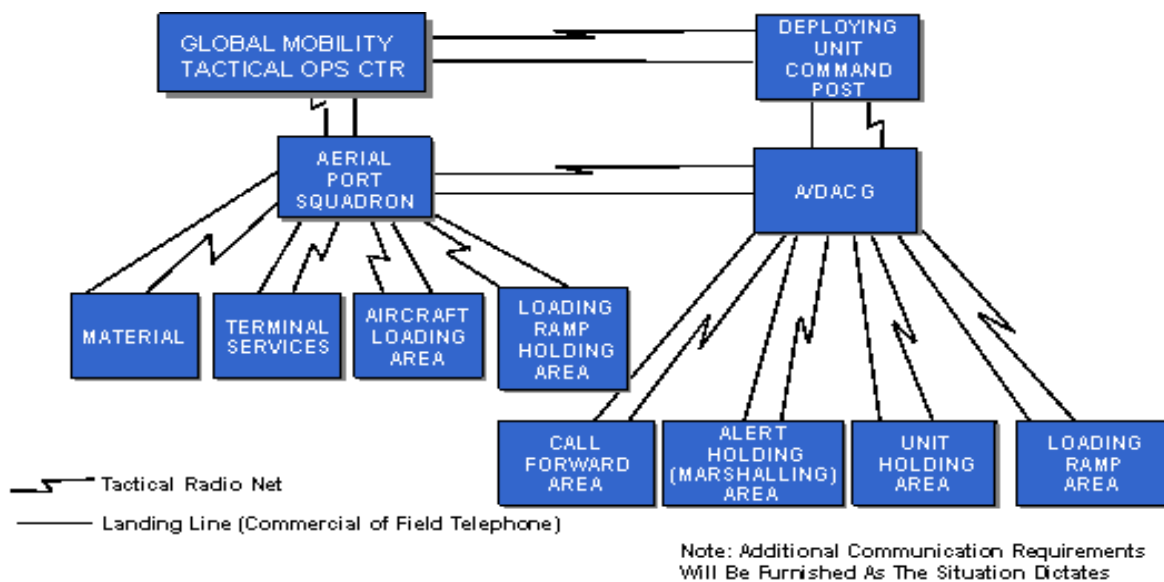 GLOBAL MOBILITY
TACTICAL OPS CTR
DEPLOYING
UNIT
COMMAND
POST
AERIAL
PORT
SQUADRON
A/DACG
MATERIAL
TERMINAL
SERVICES
AIRCRAFT
LOADING
AREA
LOADING
RAMP
HOLDING
AREA
CALL
FORWARD
AREA
ALERT
HOLDING
(MARSHALLING)
AREA
UNIT
HOLDING
AREA
LOADING
RAMP
AREA
Tactical Radio Net
Landing Line (Commercial of Field Telephone)
Note: Additional Communication Requirements
Will Be Furnished As The Situation Dictates